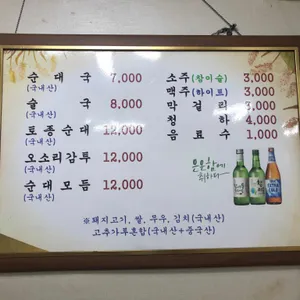 순대국 7,000
(국내산)
술국 8,000
(국내산)
토종순대 12,000
(국내산)
오소리감투 12,000
(국내산)
순대모듬 12,000
(국내산)
소주(참이슬) 3,000
맥주(하이트) 3,000
막걸리 3,000
청하 4,000
음료수 1,000
※돼지고기, 쌀, 무우, 김치(국내산)
고추가루혼합(국내산+중국산)